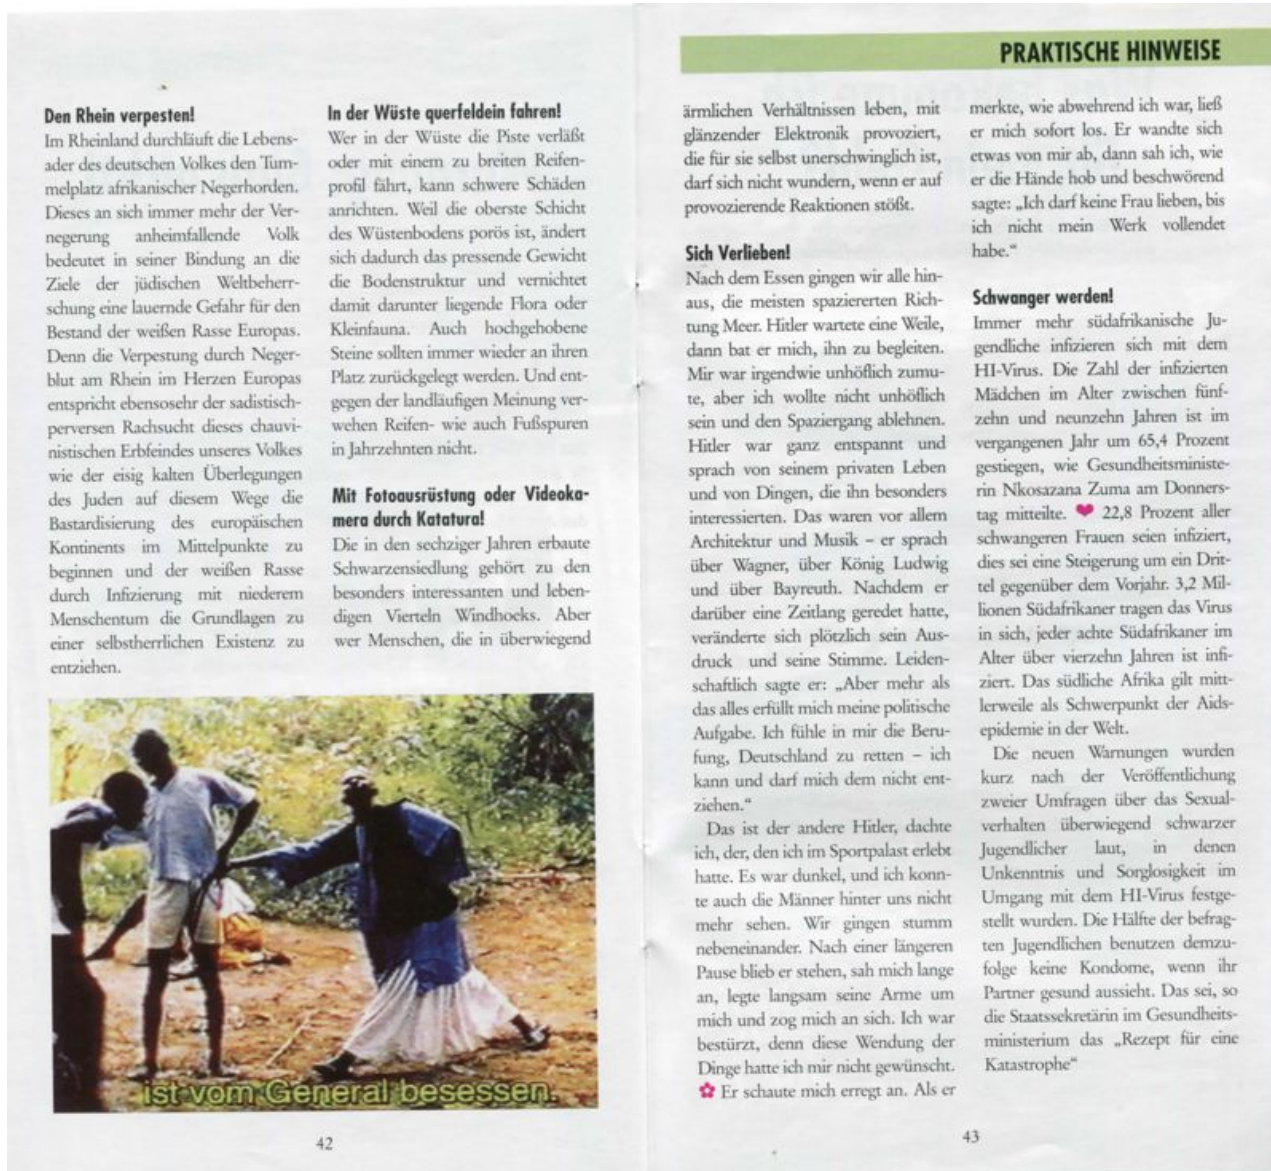 Den Rhein verpesten!
Im Rheinland durchläuft die Lebens-
ader des deutschen Volkes den Tum-
melplatz afrikanischer Negerhorden.
Dieses an sich immer mehr der Ver-
negerung anheimfallende Volk
bedeutet in seiner Bindung an die
Ziele der jüdischen Weltbeherr-
schung eine lauernde Gefahr für den
Bestand der weißen Rasse Europas.
Denn die Verpestung durch Neger-
blut am Rhein im Herzen Europas
entspricht ebensosehr der sadistisch-
perversen Rachsucht dieses chauvi-
nistischen Erbfeindes unseres Volkes
wie der eisig kalten Überlegungen
des Juden auf diesem Wege die
Bastardisierung des europäischen
Kontinents im Mittelpunkte zu
beginnen und der weißen Rasse
durch Infizierung mit niederem
Menschentum die Grundlagen zu
einer selbstherrlichen Existenz zu
entziehen.
In der Wüste querfeldein fahren!
Wer in der Wüste die Piste verläßt
oder mit einem zu breiten Reifen-
profil fährt, kann schwere Schäden
anrichten. Weil die oberste Schicht
des Wüstenbodens porös ist, ändert
sich dadurch das pressende Gewicht
die Bodenstruktur und vernichtet
damit darunter liegende Flora oder
Kleinfauna. Auch hochgehobene
Steine sollten immer wieder an ihren
Platz zurückgelegt werden. Und ent-
gegen der landläufigen Meinung ver-
wehen Reifen- wie auch Fußspuren
in Jahrzehnten nicht.
Mit Fotoausrüstung oder Videoka-
mera durch Katatura!
Die in den sechziger Jahren erbaute
Schwarzensiedlung gehört zu den
besonders interessanten und leben-
digen Vierteln Windhoeks. Aber
wer Menschen, die in überwiegend
ist vom General besessen.
42
PRAKTISCHE HINWEISE
ärmlichen Verhältnissen leben, mit
glänzender Elektronik provoziert,
die für sie selbst unerschwinglich ist,
darf sich nicht wundern, wenn er auf
provozierende Reaktionen stößt.
Sich Verlieben!
Nach dem Essen gingen wir alle hin-
aus, die meisten spazierten Rich-
tung Meer. Hitler wartete eine Weile,
dann bat er mich, ihn zu begleiten.
Mir war irgendwie unhöflich zumu-
te, aber ich wollte nicht unhöflich
sein und den Spaziergang ablehnen.
Hitler war ganz entspannt und
sprach von seinem privaten Leben
und von Dingen, die ihn besonders
interessierten. Das waren vor allem
Architektur und Musik – er sprach
über Wagner, über König Ludwig
und über Bayreuth. Nachdem er
darüber eine Zeitlang geredet hatte,
veränderte sich plötzlich sein Aus-
druck und seine Stimme. Leiden-
schaftlich sagte er: „Aber mehr als
das alles erfüllt mich meine politische
Aufgabe. Ich fühle in mir die Beru-
fung, Deutschland zu retten – ich
kann und darf mich dem nicht ent-
ziehen.“
Das ist der andere Hitler, dachte
ich, der, den ich im Sportpalast erlebt
hatte. Es war dunkel, und ich konn-
te auch die Männer hinter uns nicht
mehr sehen. Wir gingen stumm
nebeneinander. Nach einer längeren
Pause blieb er stehen, sah mich lange
an, legte langsam seine Arme um
mich und zog mich an sich. Ich war
bestürzt, denn diese Wendung der
Dinge hatte ich mir nicht gewünscht.
Er schaute mich erregt an. Als er
merkte, wie abwehrend ich war, ließ
er mich sofort los. Er wandte sich
etwas von mir ab, dann sah ich, wie
er die Hände hob und beschwörend
sagte: „Ich darf keine Frau lieben, bis
ich nicht mein Werk vollendet
habe.“
Schwanger werden!
Immer mehr südafrikanische Ju-
gendliche infizieren sich mit dem
HI-Virus. Die Zahl der infizierten
Mädchen im Alter zwischen fünf-
zehn und neunzehn Jahren ist im
vergangenen Jahr um 65,4 Prozent
gestiegen, wie Gesundheitsministe-
rin Nkosazana Zuma am Donners-
tag mitteilte. ❤ 22,8 Prozent aller
schwangeren Frauen seien infiziert,
dies sei eine Steigerung um ein Drit-
tel gegenüber dem Vorjahr. 3,2 Mil-
lionen Südafrikaner tragen das Virus
in sich, jeder achte Südafrikaner im
Alter über vierzehn Jahren ist infi-
ziert. Das südliche Afrika gilt mitt-
lerweile als Schwerpunkt der Aids-
epidemie in der Welt.
Die neuen Warnungen wurden
kurz nach der Veröffentlichung
zweier Umfragen über das Sexual-
verhalten überwiegend schwarzer
Jugendlicher laut, in denen
Unkenntnis und Sorglosigkeit im
Umgang mit dem HI-Virus festge-
stellt wurden. Die Hälfte der befrag-
ten Jugendlichen benutzen demzu-
folge keine Kondome, wenn ihr
Partner gesund aussieht. Das sei, so
die Staatssekretärin im Gesundheits-
ministerium das „Rezept für eine
Katastrophe“
43